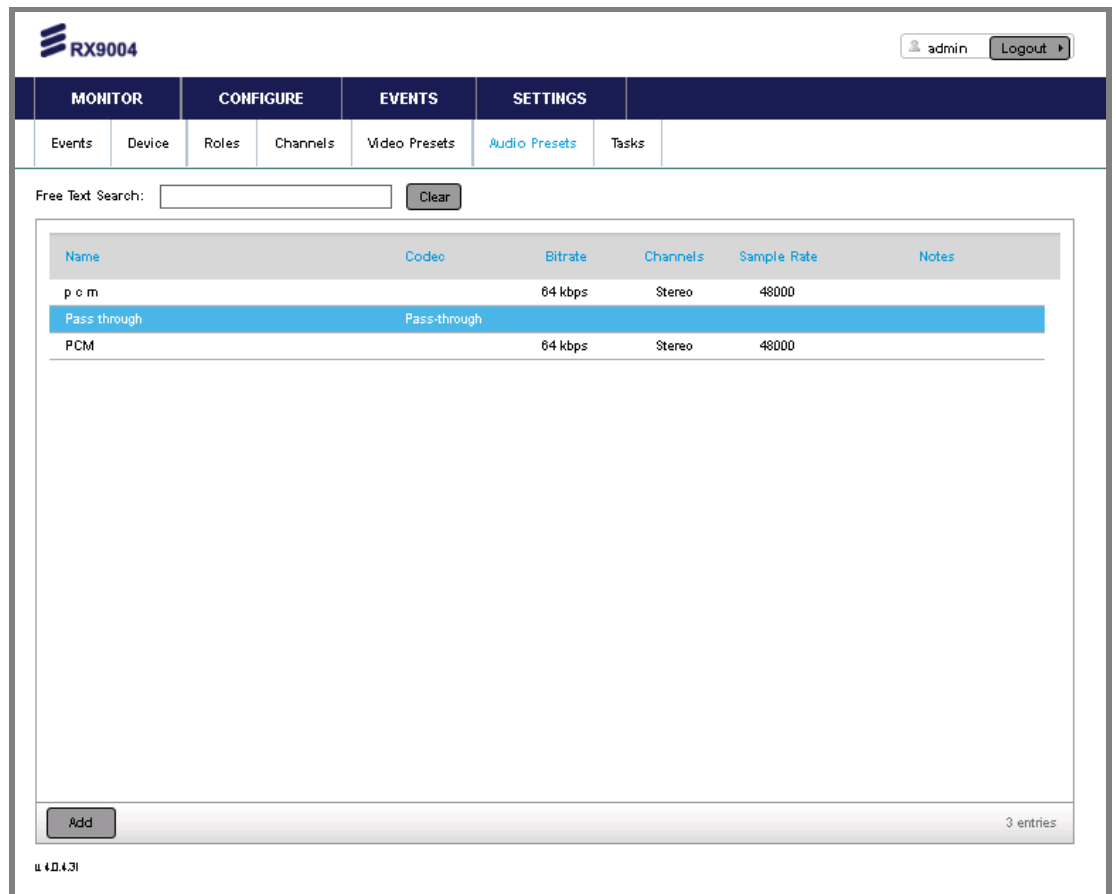 RX9004
admin Logout
MONITOR CONFIGURE EVENTS SETTINGS
Events Device Roles Channels Video Presets Audio Presets Tasks
Free Text Search: Clear
Name Codec Bitrate Channels Sample Rate Notes
p c m 64 kbps Stereo 48000
Pass through Pass-through
PCM 64 kbps Stereo 48000
Add 3 entries